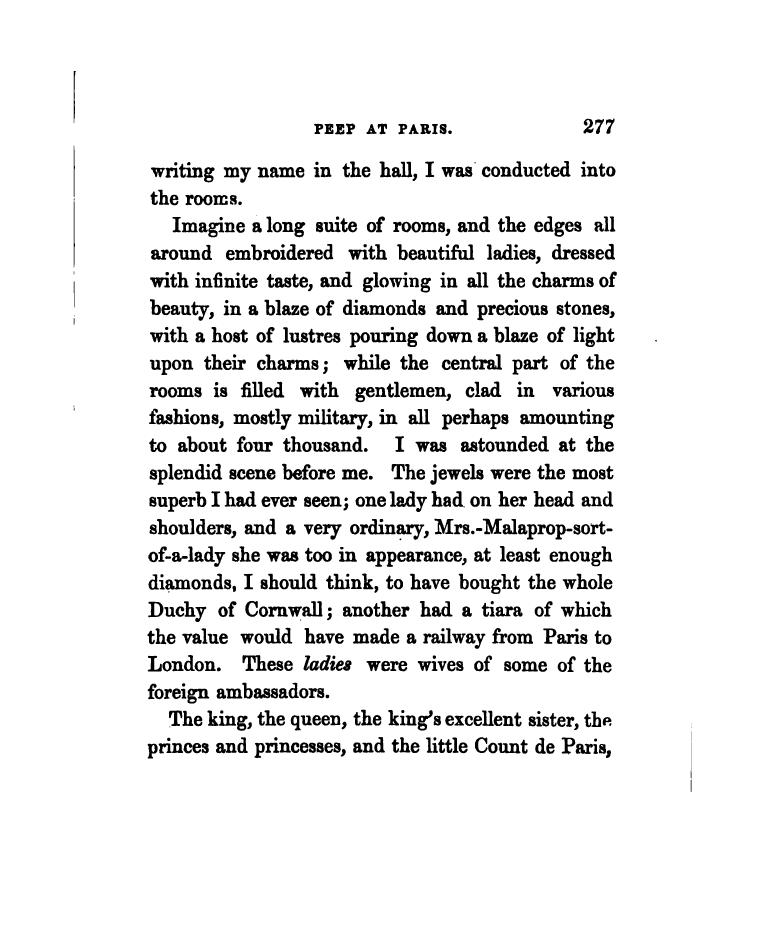 PEEP AT PARIS. 277
writing my name in the hall, I was conducted into
the rooms.
Imagine a long suite of rooms, and the edges all
around embroidered with beautiful ladies, dressed
with infinite taste, and glowing in all the charms of
beauty, in a blaze of diamonds and precious stones,
with a host of lustres pouring down a blaze of light
upon their charms; while the central part of the
rooms is filled with gentlemen, clad in various
fashions, mostly military, in all perhaps amounting
to about four thousand. I was astounded at the
splendid scene before me. The jewels were the most
superb I had ever seen; one lady had on her head and
shoulders, and a very ordinary, Mrs.-Malaprop-sort-
of-a-lady she was too in appearance, at least enough
diamonds, I should think, to have bought the whole
Duchy of Cornwall; another had a tiara of which
the value would have made a railway from Paris to
London. These ladies were wives of some of the
foreign ambassadors.
The king, the queen, the king's excellent sister, the
princes and princesses, and the little Count de Paris,